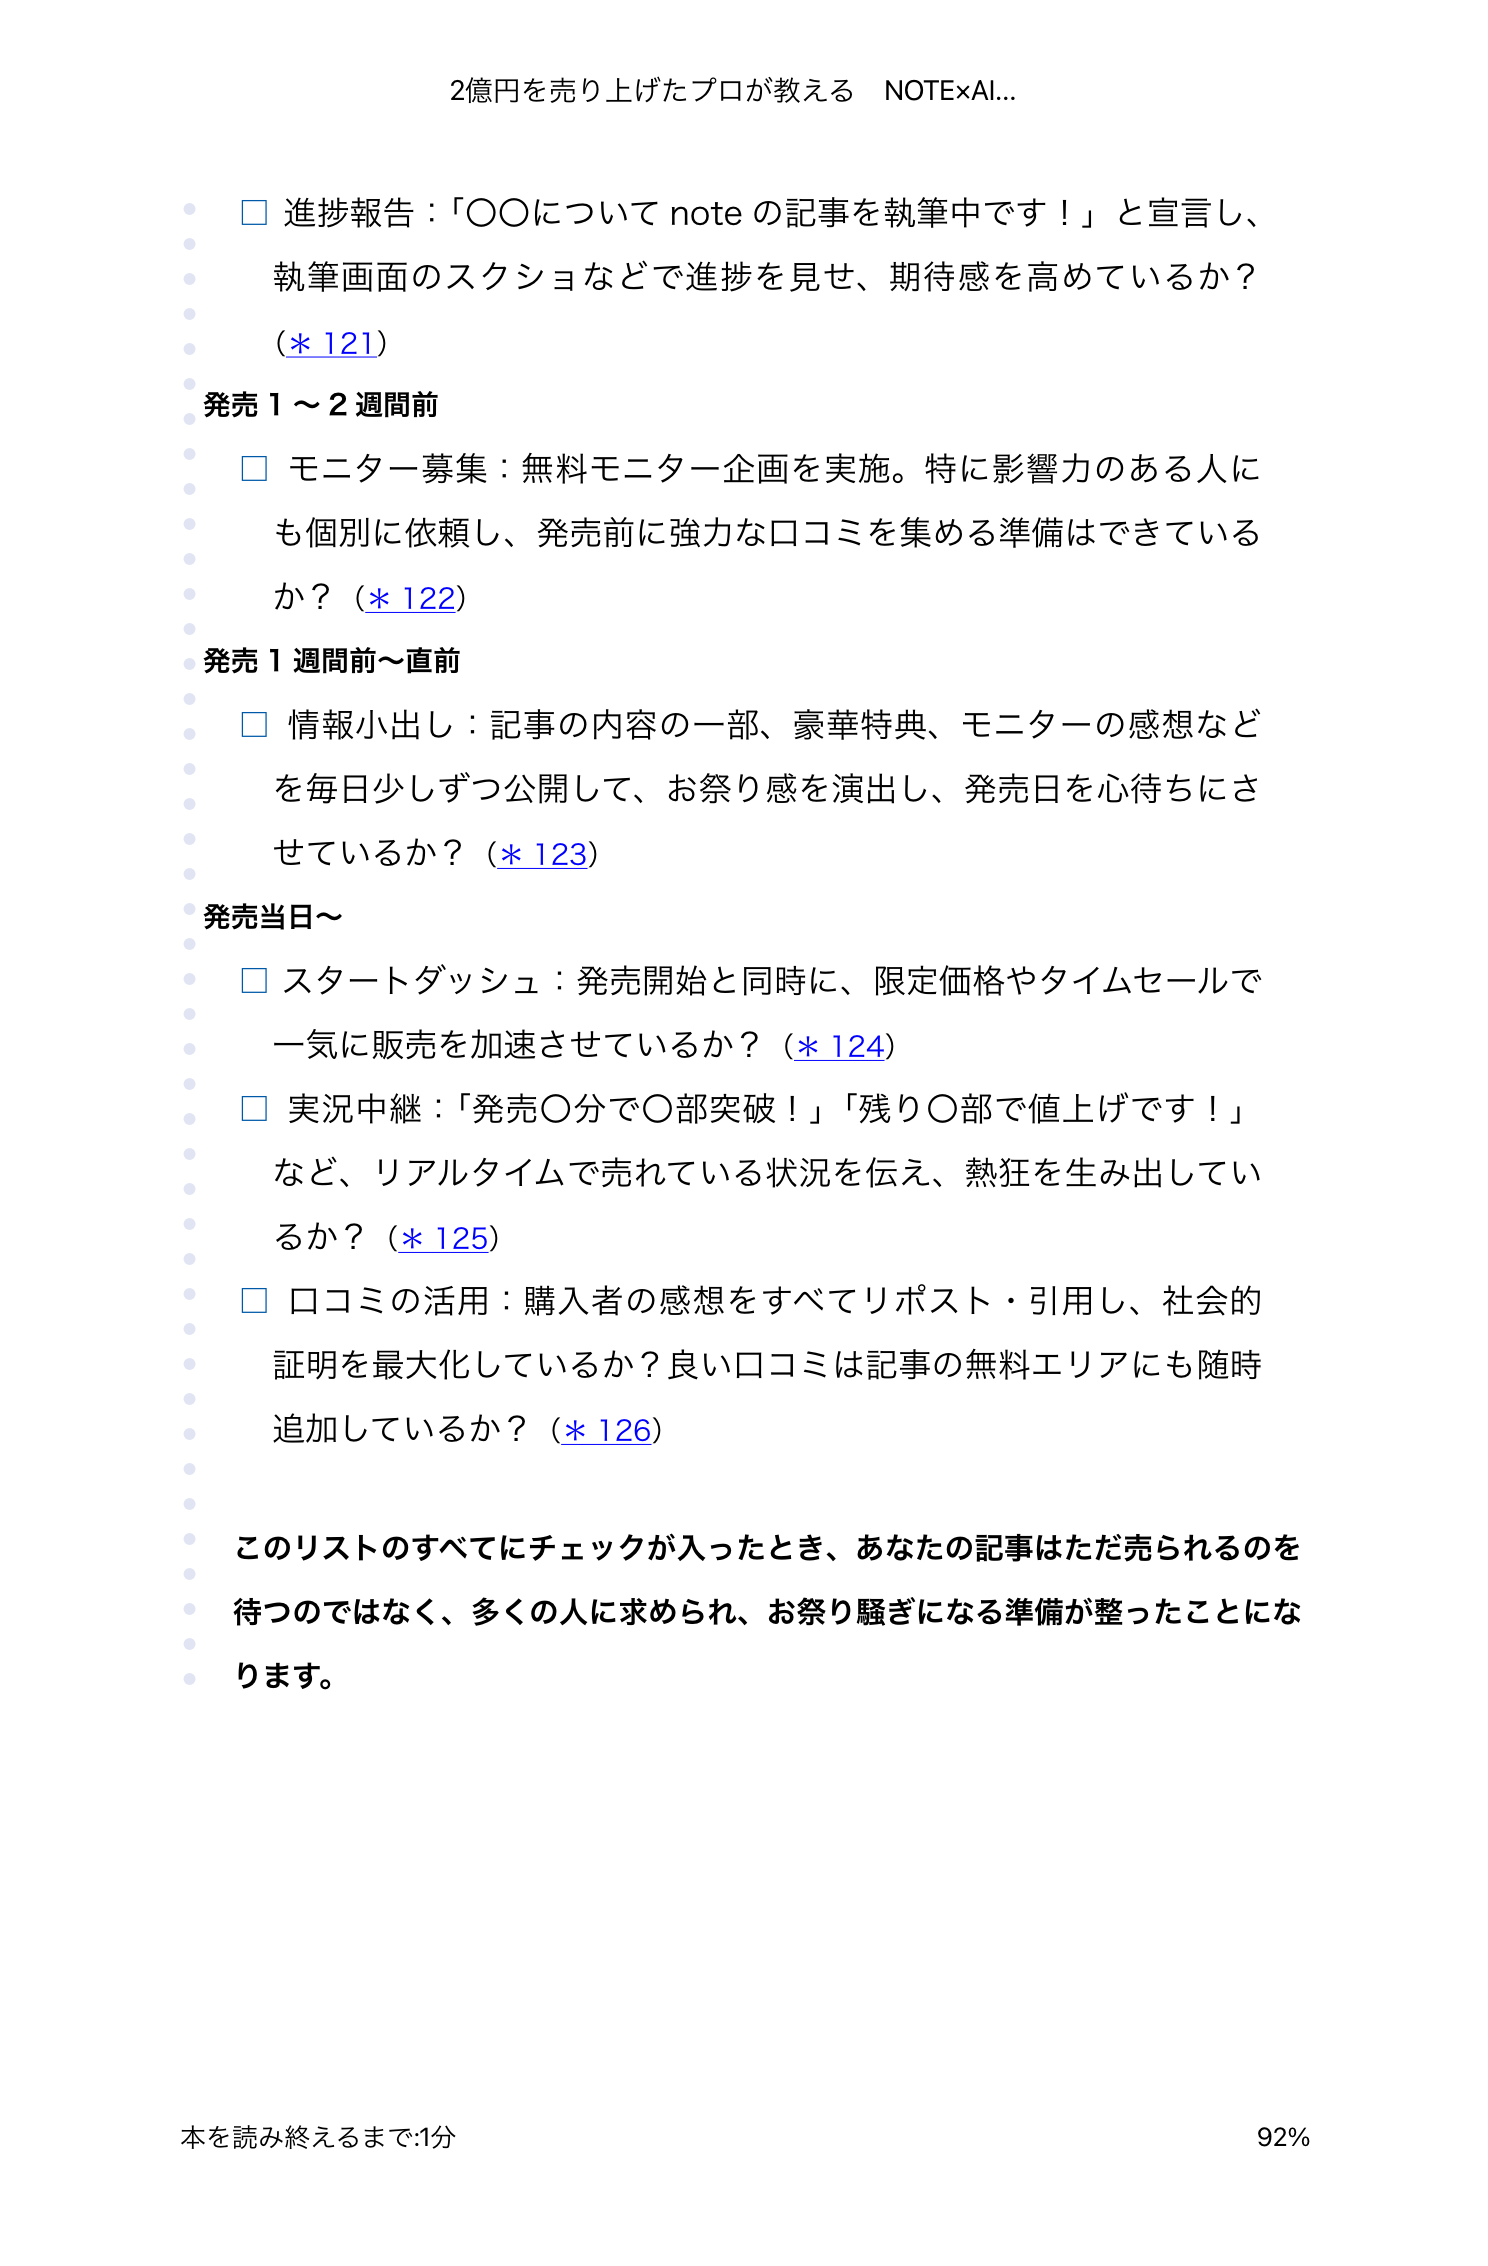 2億円を売り上げたプロが教える　NOTE×AI...
□ 進捗報告：「〇〇について note の記事を執筆中です！」と宣言し、
執筆画面のスクショなどで進捗を見せ、期待感を高めているか？
（＊ 121）
発売 1 ～ 2 週間前
□ モニター募集：無料モニター企画を実施。特に影響力のある人に
も個別に依頼し、発売前に強力な口コミを集める準備はできている
か？（＊ 122）
発売 1 週間前～直前
□ 情報小出し：記事の内容の一部、豪華特典、モニターの感想など
を毎日少しずつ公開して、お祭り感を演出し、発売日を心待ちにさ
せているか？（＊ 123）
発売当日～
□ スタートダッシュ：発売開始と同時に、限定価格やタイムセールで
一気に販売を加速させているか？（＊ 124）
□ 実況中継：「発売〇分で〇部突破！」「残り〇部で値上げです！」
など、リアルタイムで売れている状況を伝え、熱狂を生み出してい
るか？（＊ 125）
□ 口コミの活用：購入者の感想をすべてリポスト・引用し、社会的
証明を最大化しているか？良い口コミは記事の無料エリアにも随時
追加しているか？（＊ 126）
このリストのすべてにチェックが入ったとき、あなたの記事はただ売られるのを
待つのではなく、多くの人に求められ、お祭り騒ぎになる準備が整ったことにな
ります。
本を読み終えるまで:1分
92%